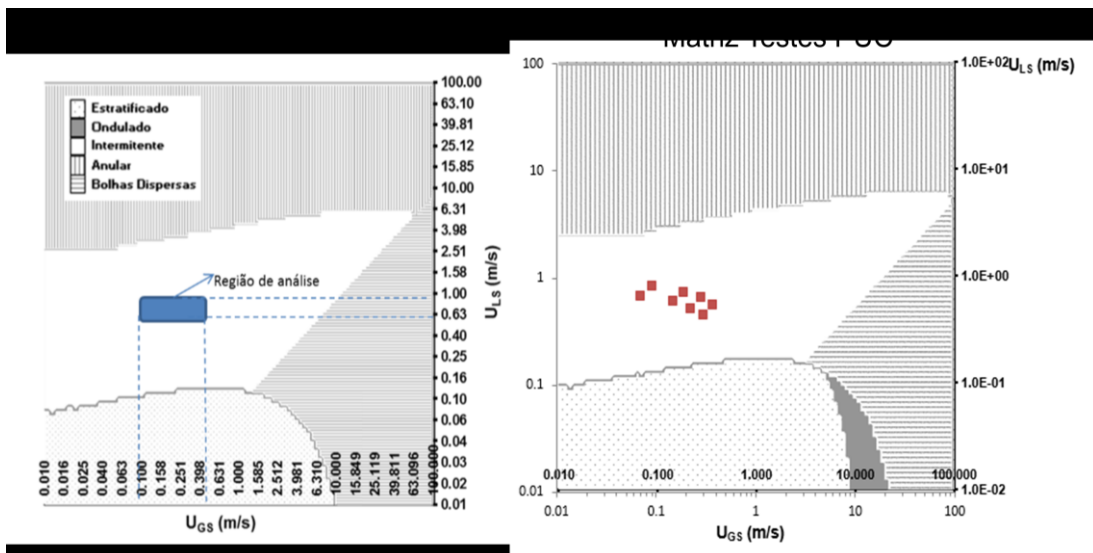 Matriz Testes PUC
Estratificado
Ondulado
Intermitente
Anular
Bolhas Dispersas
Região de análise
100.00
63.10
39.81
25.12
15.85
10.00
6.31
3.98
2.51
1.58
1.00
0.63
0.40
0.25
0.16
0.10
0.06
0.04
0.03
0.02
0.01
U_LS (m/s)
0.010
0.016
0.025
0.040
0.063
0.100
0.158
0.251
0.398
0.631
1.000
1.585
2.512
3.981
6.310
10.000
15.849
25.119
39.811
63.096
100.000
U_GS (m/s)
100
10
1
0.1
0.01
1.0E+02 U_LS (m/s)
1.0E+01
1.0E+00
1.0E-01
1.0E-02
0.010 0.100 1.000 10.000 100.000
0.01 0.1 1 10 100
U_GS (m/s)